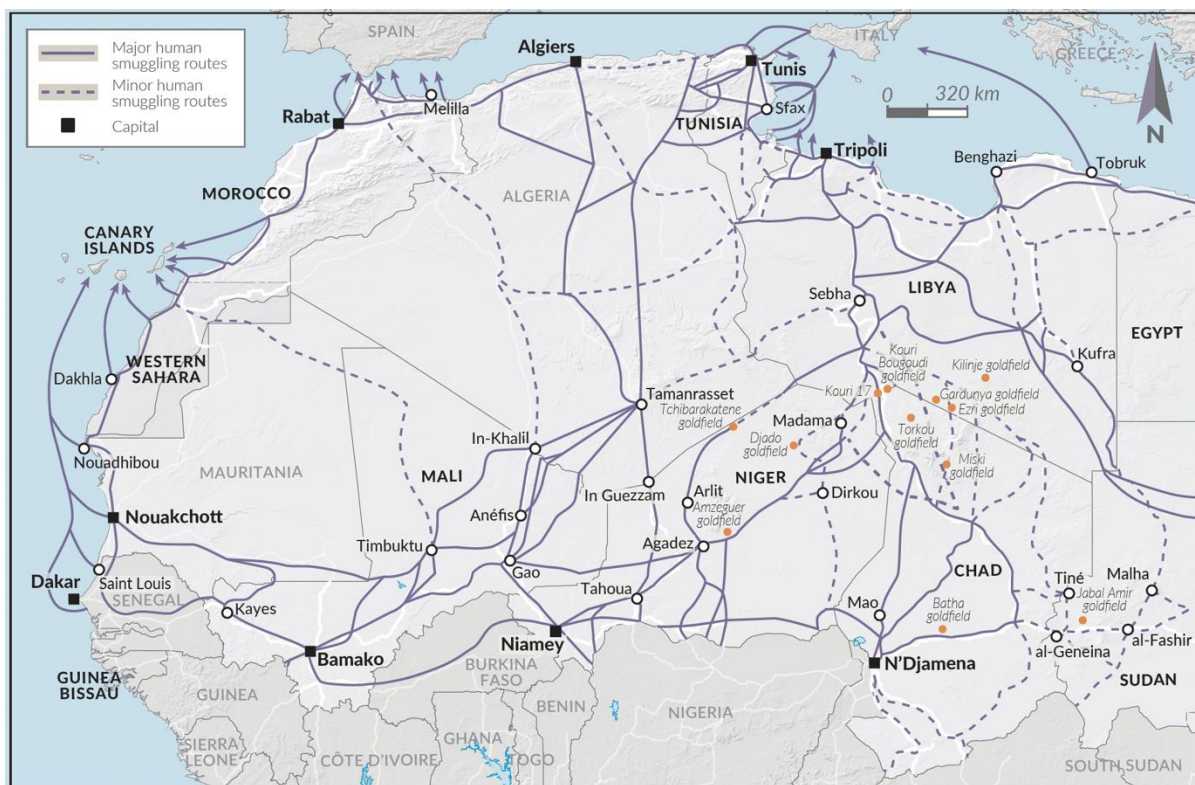 Major human
smuggling routes
Minor human
smuggling routes
Capital
SPAIN
ITALY
GREECE
Algiers
Tunis
0 320 km
N
Melilla
Rabat
Sfax
TUNISIA
Tripoli
Benghazi
Tobruk
MOROCCO
ALGERIA
CANARY
ISLANDS
Sebha
LIBYA
EGYPT
WESTERN
SAHARA
Dakhla
Kufra
Kouri
Bougoudi
goldfield
Kilinje goldfield
Kouri 17
Gardunya goldfield
Ezri goldfield
Tamanrasset
Tchibarakatene
goldfield
Madama
Torkou
goldfield
Djado
goldfield
Miski
goldfield
In-Khalil
Nouadhibou
MAURITANIA
MALI
NIGER
In Guezzam
Arlit
Amzeguer
goldfield
Dirkou
Anéfis
Nouakchott
Timbuktu
Agadez
Gao
Saint Louis
Dakar
SENEGAL
Kayes
Tahoua
CHAD
Tiné
Malha
Jabal Amir
goldfield
Mao
Batha
goldfield
al-Geneina
al-Fashir
Niamey
Bamako
N'Djamena
GUINEA
BISSAU
BURKINA
FASO
SUDAN
GUINEA
BENIN
NIGERIA
SIERRA
LEONE
CÔTE D'IVOIRE
GHANA
TOGO
SOUTH SUDAN